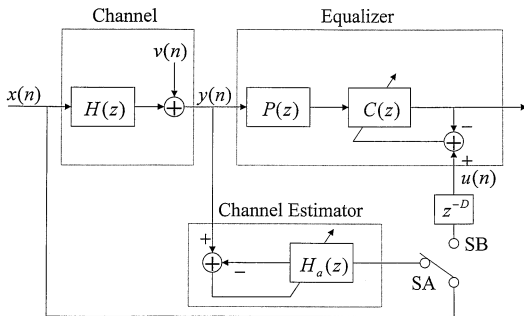 Channel
Equalizer
v(n)
x(n)
H(z)
+
y(n)
P(z)
C(z)
−
+
+
u(n)
z^{-D}
Channel Estimator
SB
+
+
−
H_a(z)
SA